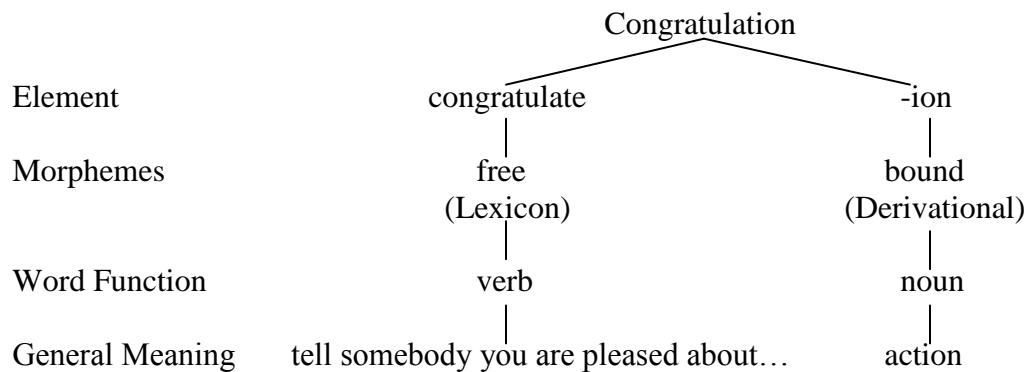 Congratulation
Element congratulate -ion
Morphemes free bound
(Lexicon) (Derivational)
Word Function verb noun
General Meaning tell somebody you are pleased about… action